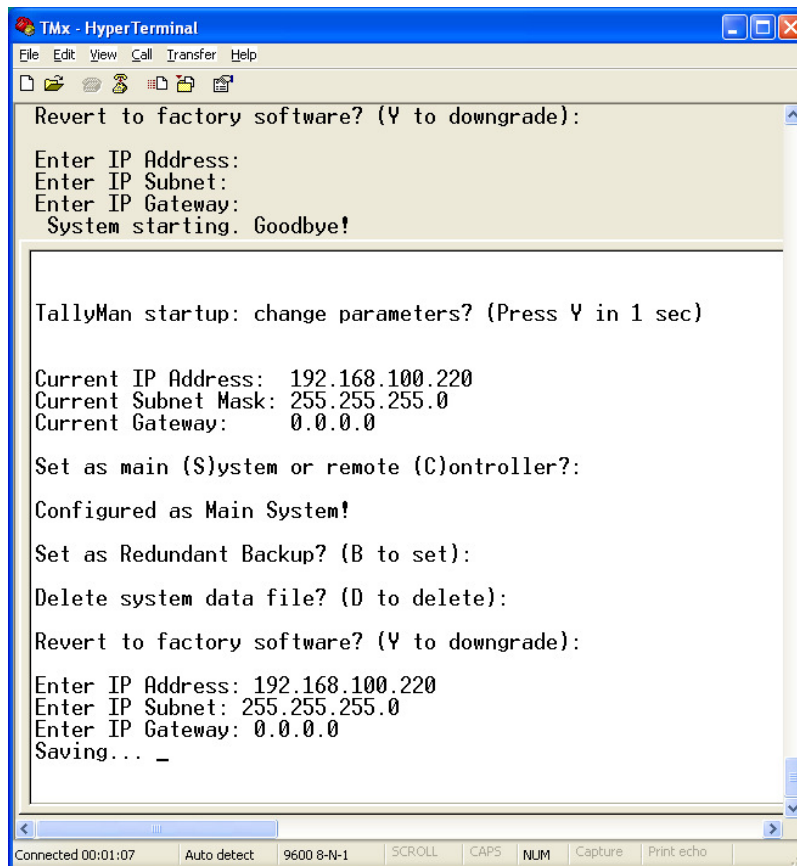 TMx - HyperTerminal
File Edit View Call Transfer Help
Revert to factory software? (Y to downgrade):
Enter IP Address:
Enter IP Subnet:
Enter IP Gateway:
System starting. Goodbye!
TallyMan startup: change parameters? (Press Y in 1 sec)
Current IP Address: 192.168.100.220
Current Subnet Mask: 255.255.255.0
Current Gateway: 0.0.0.0
Set as main (S)ystem or remote (C)ontroller?:
Configured as Main System!
Set as Redundant Backup? (B to set):
Delete system data file? (D to delete):
Revert to factory software? (Y to downgrade):
Enter IP Address: 192.168.100.220
Enter IP Subnet: 255.255.255.0
Enter IP Gateway: 0.0.0.0
Saving... _
Connected 00:01:07 Auto detect 9600 8-N-1 SCROLL CAPS NUM Capture Print echo